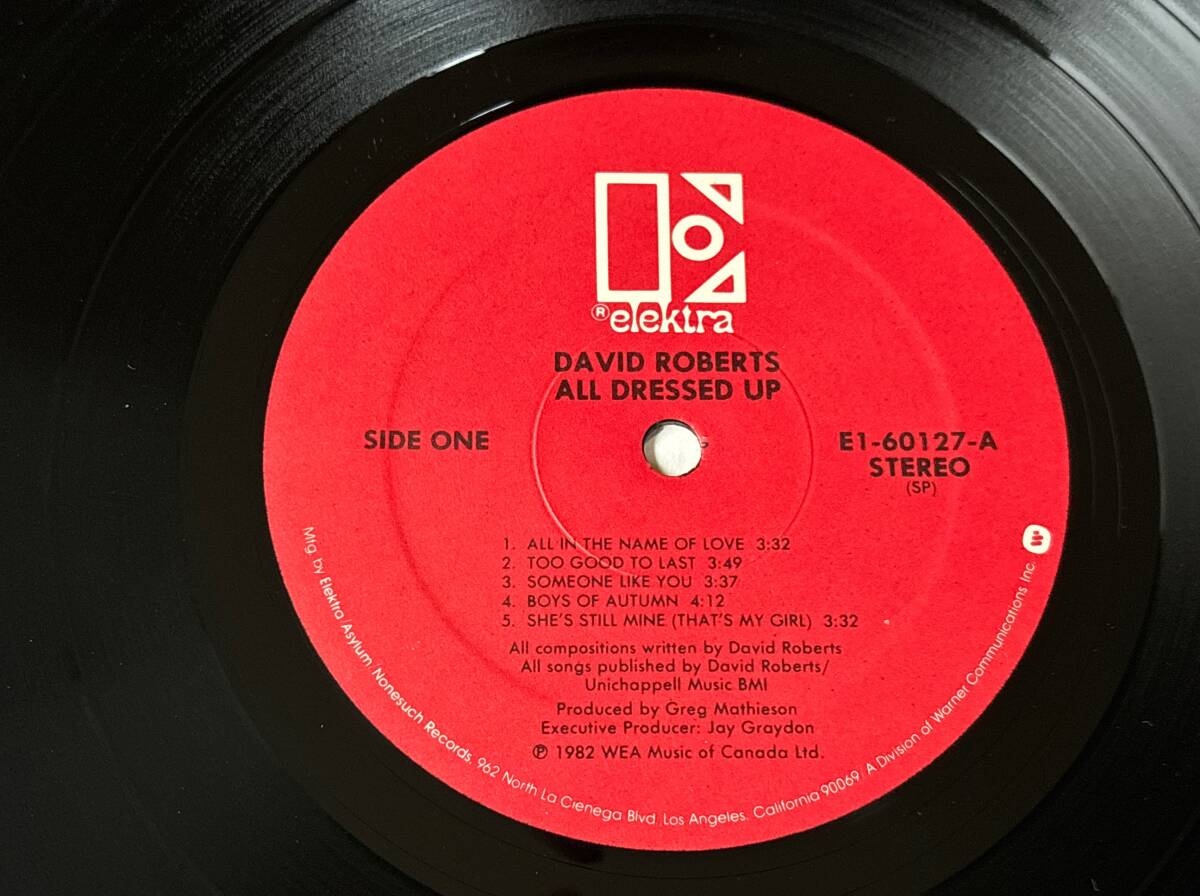 ® elektra
DAVID ROBERTS
ALL DRESSED UP
SIDE ONE
E1-60127-A
STEREO
(SP)
1. ALL IN THE NAME OF LOVE 3:32
2. TOO GOOD TO LAST 3:49
3. SOMEONE LIKE YOU 3:37
4. BOYS OF AUTUMN 4:12
5. SHE'S STILL MINE (THAT'S MY GIRL) 3:32
All compositions written by David Roberts
All songs published by David Roberts/
Unichappell Music BMI
Produced by Greg Mathieson
Executive Producer: Jay Graydon
℗ 1982 WEA Music of Canada Ltd.
Mfg. by Elektra/Asylum/Nonesuch Records, 962 North La Cienega Blvd., Los Angeles, California 90069/A Division of Warner Communications Inc.